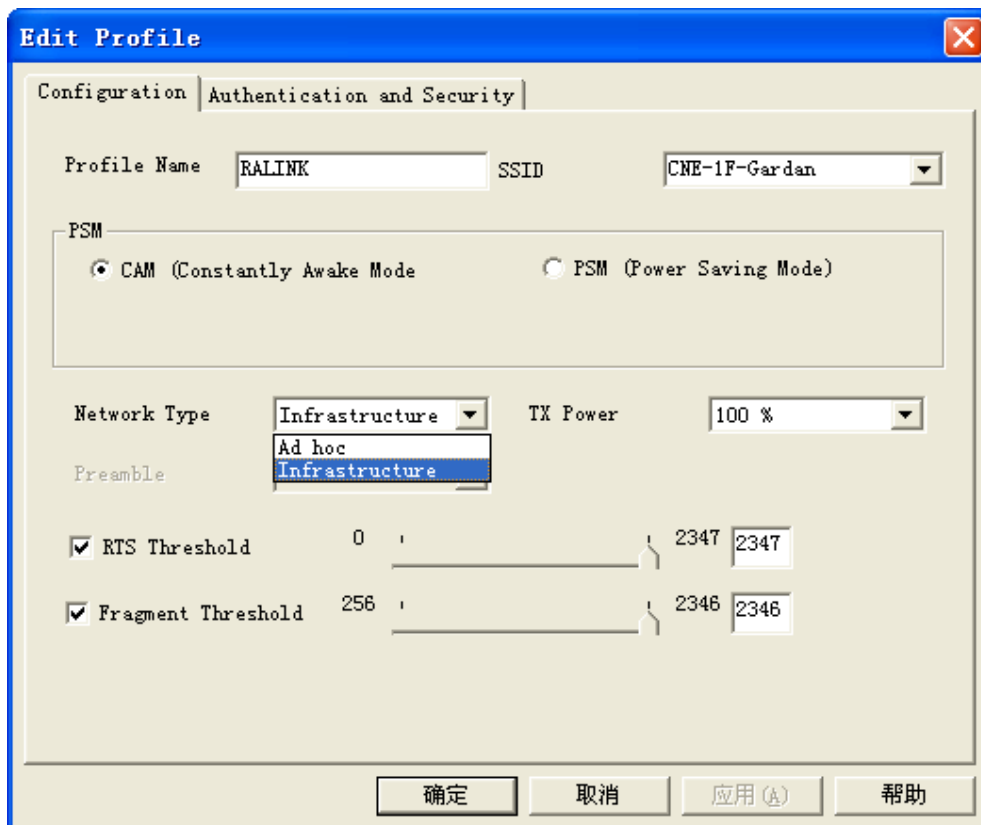 Edit Profile
Configuration
Authentication and Security
Profile Name
RALINK
SSID
CNE-1F-Gardan
PSM
CAM (Constantly Awake Mode
PSM (Power Saving Mode)
Network Type
Infrastructure
TX Power
100 %
Ad hoc
Infrastructure
Preamble
RTS Threshold
0
2347
2347
Fragment Threshold
256
2346
2346
确定
取消
应用(A)
帮助